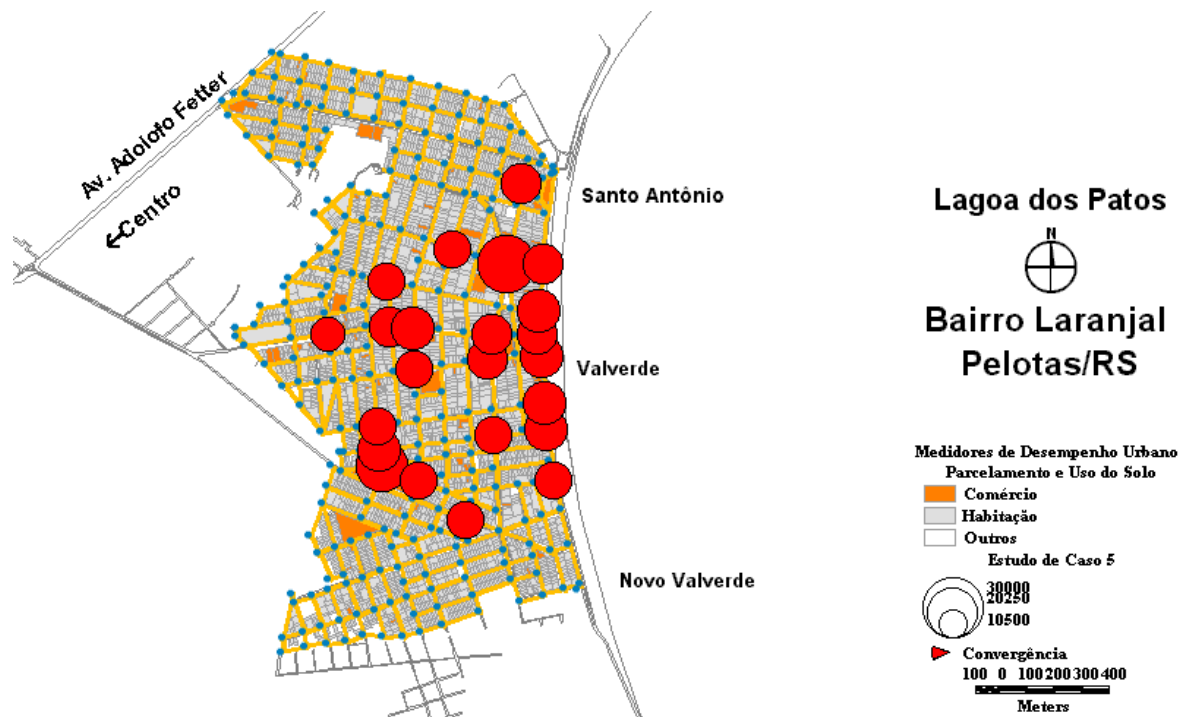 Av. Adolofo Fetter
←Centro
Santo Antônio
Valverde
Novo Valverde
Lagoa dos Patos
N
Bairro Laranjal
Pelotas/RS
Medidores de Desempenho Urbano
Parcelamento e Uso do Solo
Comércio
Habitação
Outros
Estudo de Caso 5
30000
20250
10500
Convergência
100 0 100 200 300 400
Meters